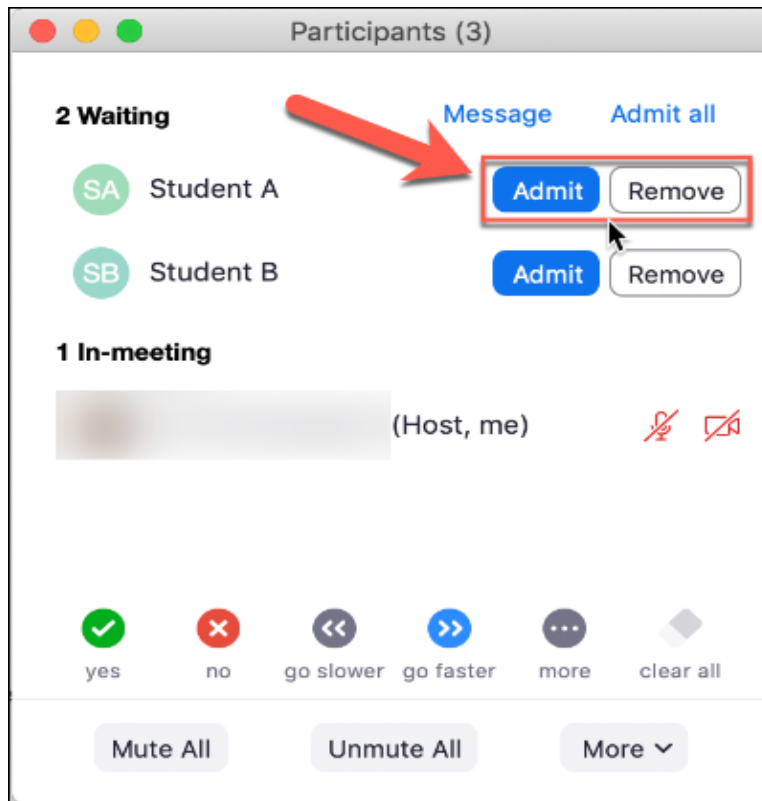 Participants (3)
2 Waiting Message Admit all
SA Student A Admit Remove
SB Student B Admit Remove
1 In-meeting
(Host, me)
yes no go slower go faster more clear all
Mute All Unmute All More